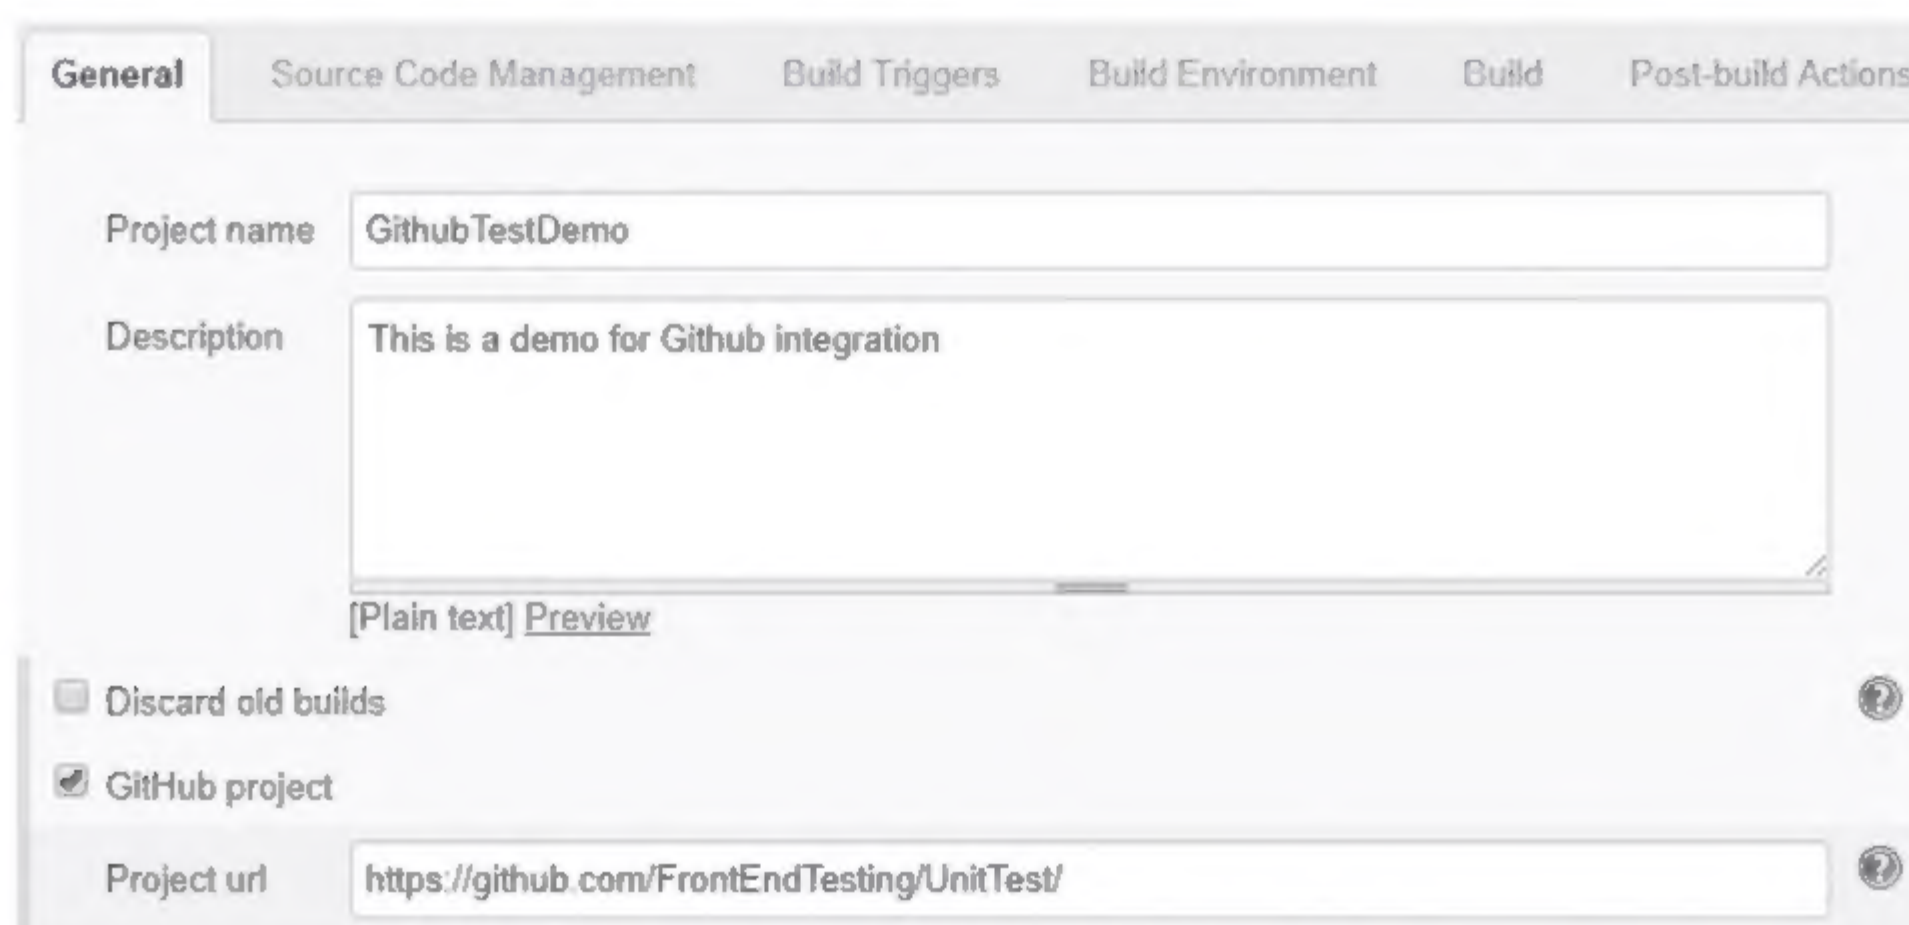 General Source Code Management Build Triggers Build Environment Build Post-build Actions
Project name GithubTestDemo
Description This is a demo for Github integration
[Plain text] Preview
Discard old builds
GitHub project
Project url https://github.com/FrontEndTesting/UnitTest/